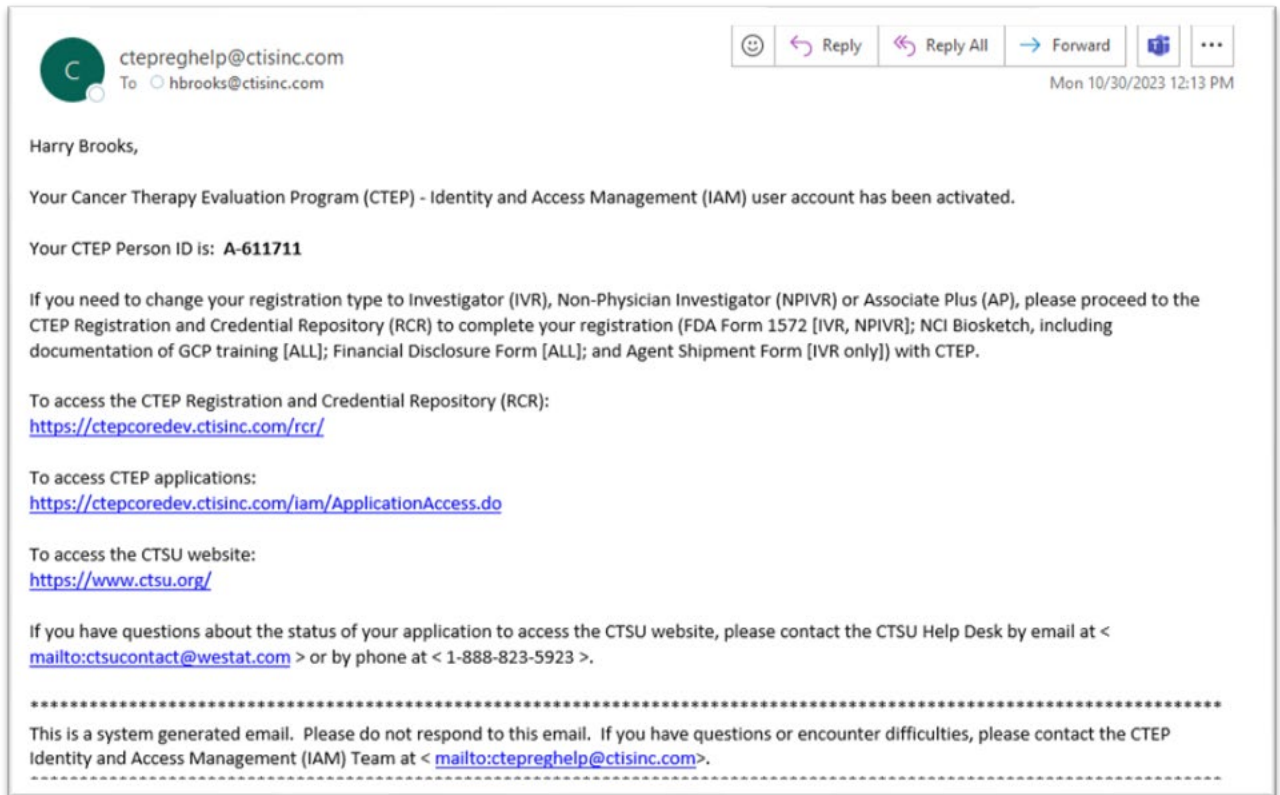 C
ctepreghelp@ctisinc.com
To hbrooks@ctisinc.com
Reply
Reply All
Forward
Mon 10/30/2023 12:13 PM
Harry Brooks,
Your Cancer Therapy Evaluation Program (CTEP) - Identity and Access Management (IAM) user account has been activated.
Your CTEP Person ID is: A-611711
If you need to change your registration type to Investigator (IVR), Non-Physician Investigator (NPIVR) or Associate Plus (AP), please proceed to the
CTEP Registration and Credential Repository (RCR) to complete your registration (FDA Form 1572 [IVR, NPIVR]; NCI Biosketch, including
documentation of GCP training [ALL]; Financial Disclosure Form [ALL]; and Agent Shipment Form [IVR only]) with CTEP.
To access the CTEP Registration and Credential Repository (RCR):
https://ctepcoredev.ctisinc.com/rcr/
To access CTEP applications:
https://ctepcoredev.ctisinc.com/iam/ApplicationAccess.do
To access the CTSU website:
https://www.ctsu.org/
If you have questions about the status of your application to access the CTSU website, please contact the CTSU Help Desk by email at <
mailto:ctsucontact@westat.com > or by phone at < 1-888-823-5923 >.
************************************************************************************************************************
This is a system generated email. Please do not respond to this email. If you have questions or encounter difficulties, please contact the CTEP
Identity and Access Management (IAM) Team at < mailto:ctepreghelp@ctisinc.com>.
************************************************************************************************************************